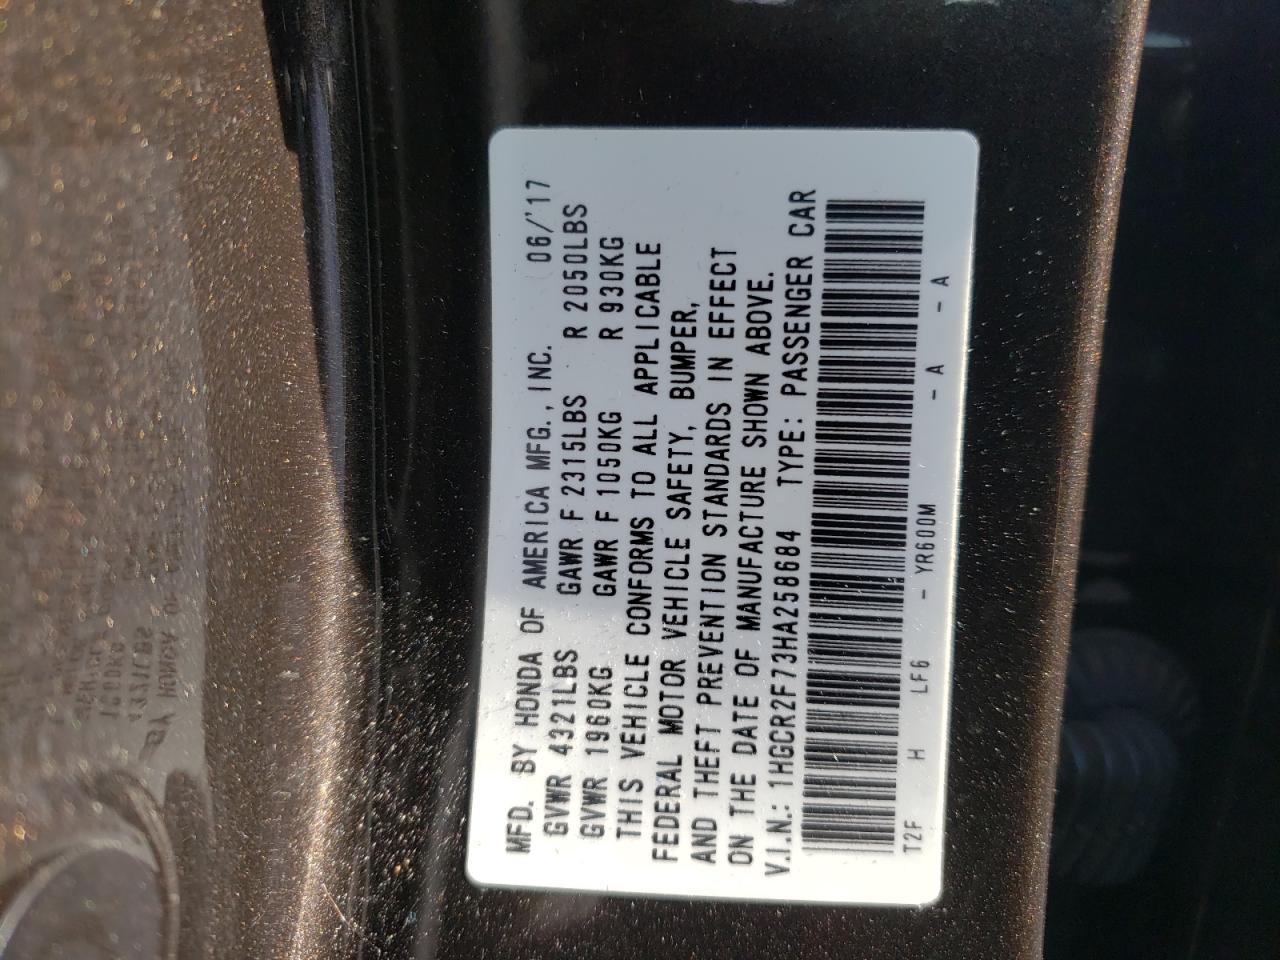 MFD. BY HONDA OF AMERICA MFG., INC. 06/'17
GVWR 4321LBS GAWR F 2315LBS R 2050LBS
GVWR 1960KG GAWR F 1050KG R 930KG
THIS VEHICLE CONFORMS TO ALL APPLICABLE
FEDERAL MOTOR VEHICLE SAFETY, BUMPER,
AND THEFT PREVENTION STANDARDS IN EFFECT
ON THE DATE OF MANUFACTURE SHOWN ABOVE.
V.I.N.: 1HGCR2F73HA258684 TYPE: PASSENGER CAR
T2F H LF6 - YR600M - A - A